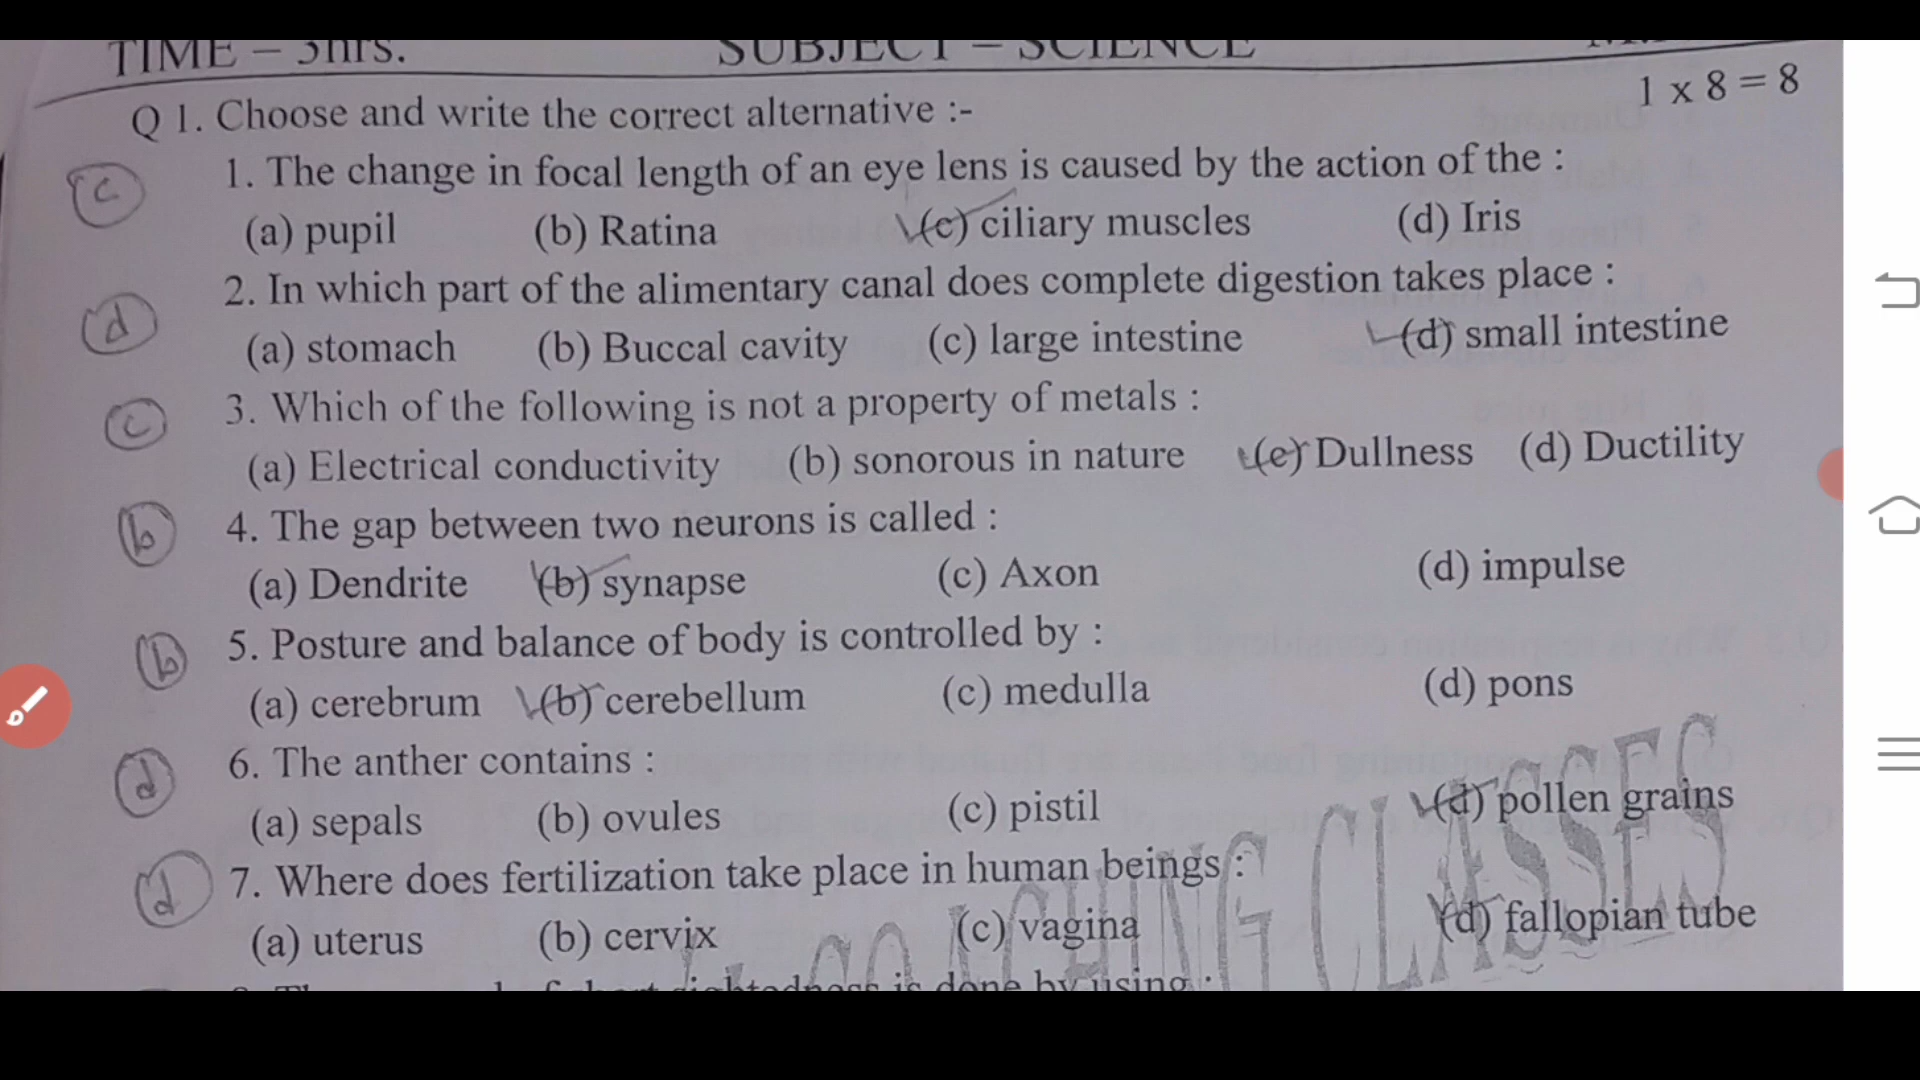 TIME – 3hrs. SUBJECT – SCIENCE
1 x 8 = 8
Q 1. Choose and write the correct alternative :-
c 1. The change in focal length of an eye lens is caused by the action of the :
(a) pupil (b) Ratina (c) ciliary muscles (d) Iris
d 2. In which part of the alimentary canal does complete digestion takes place :
(a) stomach (b) Buccal cavity (c) large intestine (d) small intestine
c 3. Which of the following is not a property of metals :
(a) Electrical conductivity (b) sonorous in nature (c) Dullness (d) Ductility
b 4. The gap between two neurons is called :
(a) Dendrite (b) synapse (c) Axon (d) impulse
b 5. Posture and balance of body is controlled by :
(a) cerebrum (b) cerebellum (c) medulla (d) pons
d 6. The anther contains :
(a) sepals (b) ovules (c) pistil (d) pollen grains
d 7. Where does fertilization take place in human beings :
(a) uterus (b) cervix (c) vagina (d) fallopian tube
CLASSES
sightedness is done by using :